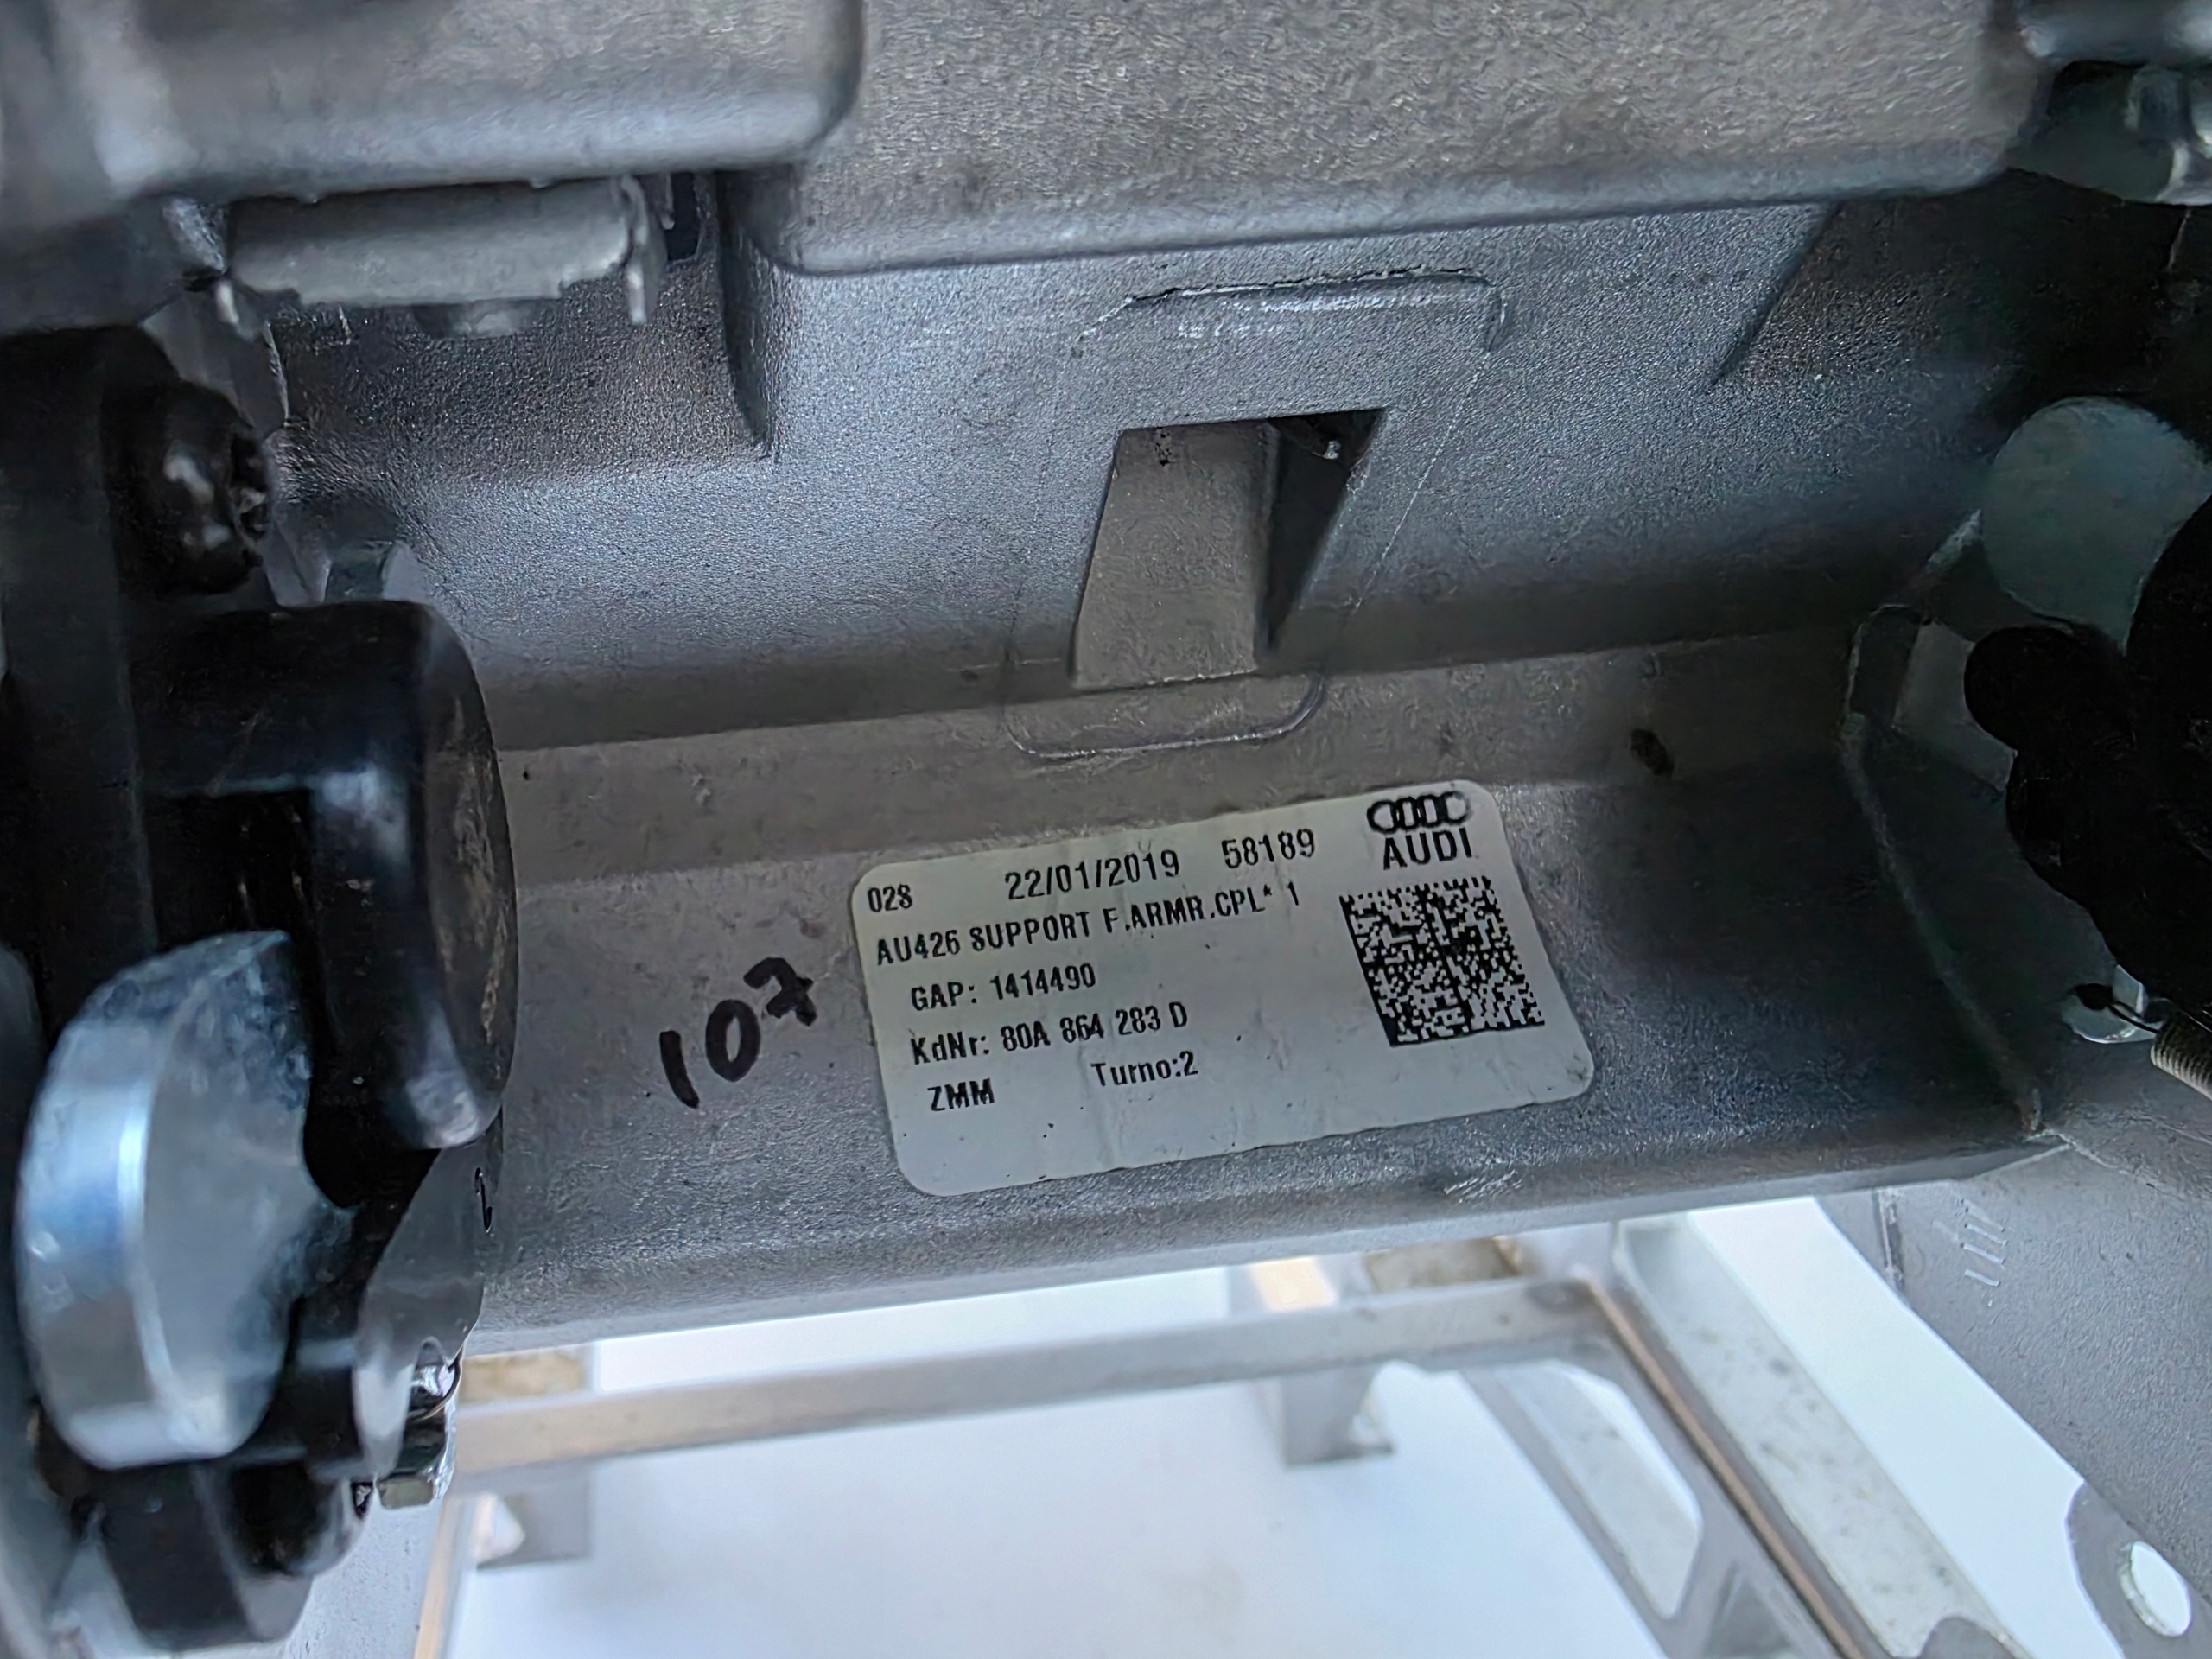 028 22/01/2019 58189
AUDI
AU426 SUPPORT F.ARMR.CPL* 1
GAP: 1414490
KdNr: 80A 864 283 D
ZMM Turno:2
107